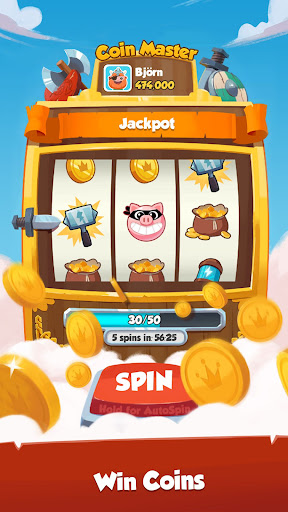 Coin Master
Björn
474 000
Jackpot
30/50
5 spins in: 56:25
SPIN
Hold for AutoSpin
Win Coins